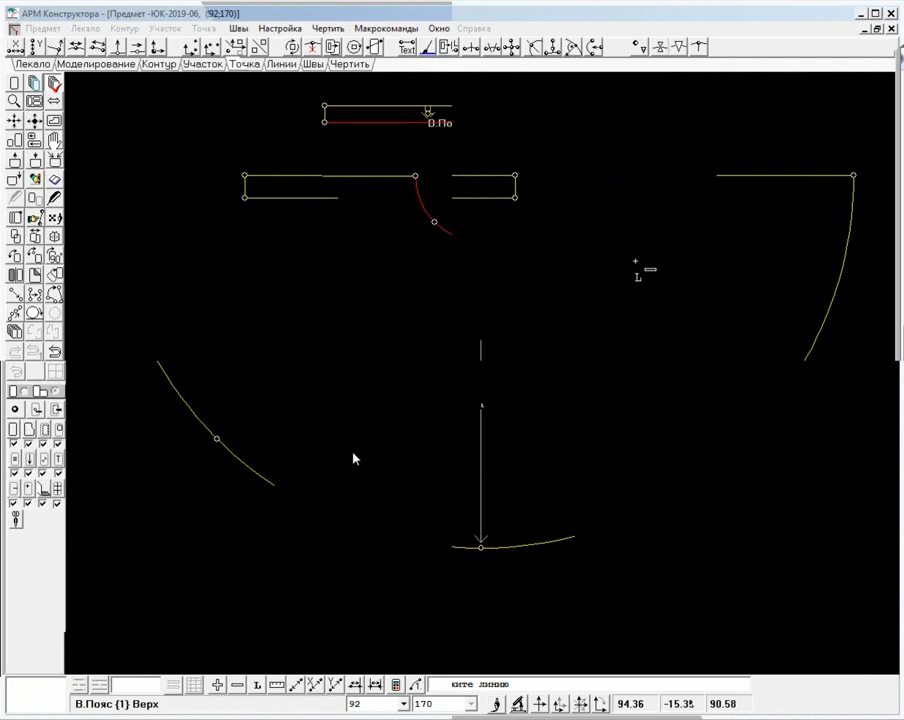 АРМ Конструктора - [Предмет -ЮК-2019-06, (92;170)]
Предмет Лекало Контур Участок Точка Швы Настройка Чертить Макрокоманды Окно Справка
Text
Лекало Моделирование Контур Участок Точка Линии Швы Чертить
В.По
L
L
ките линию
В.Пояс {1} Верх 92 170 94.36 -15.3 90.58